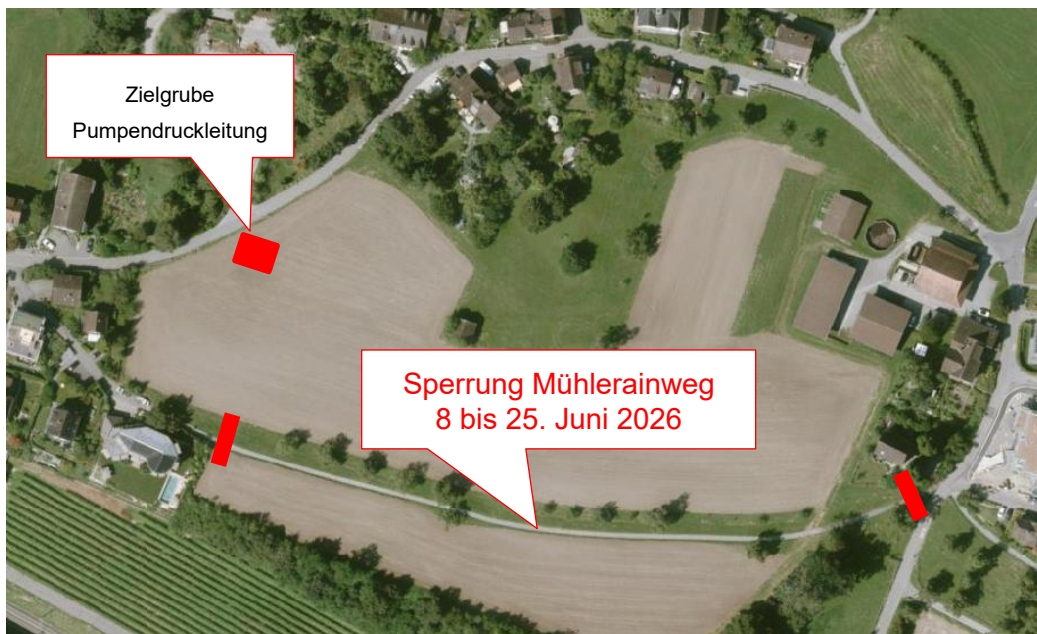 Zielgrube
Pumpendruckleitung
Sperrung Mühlerainweg
8 bis 25. Juni 2026